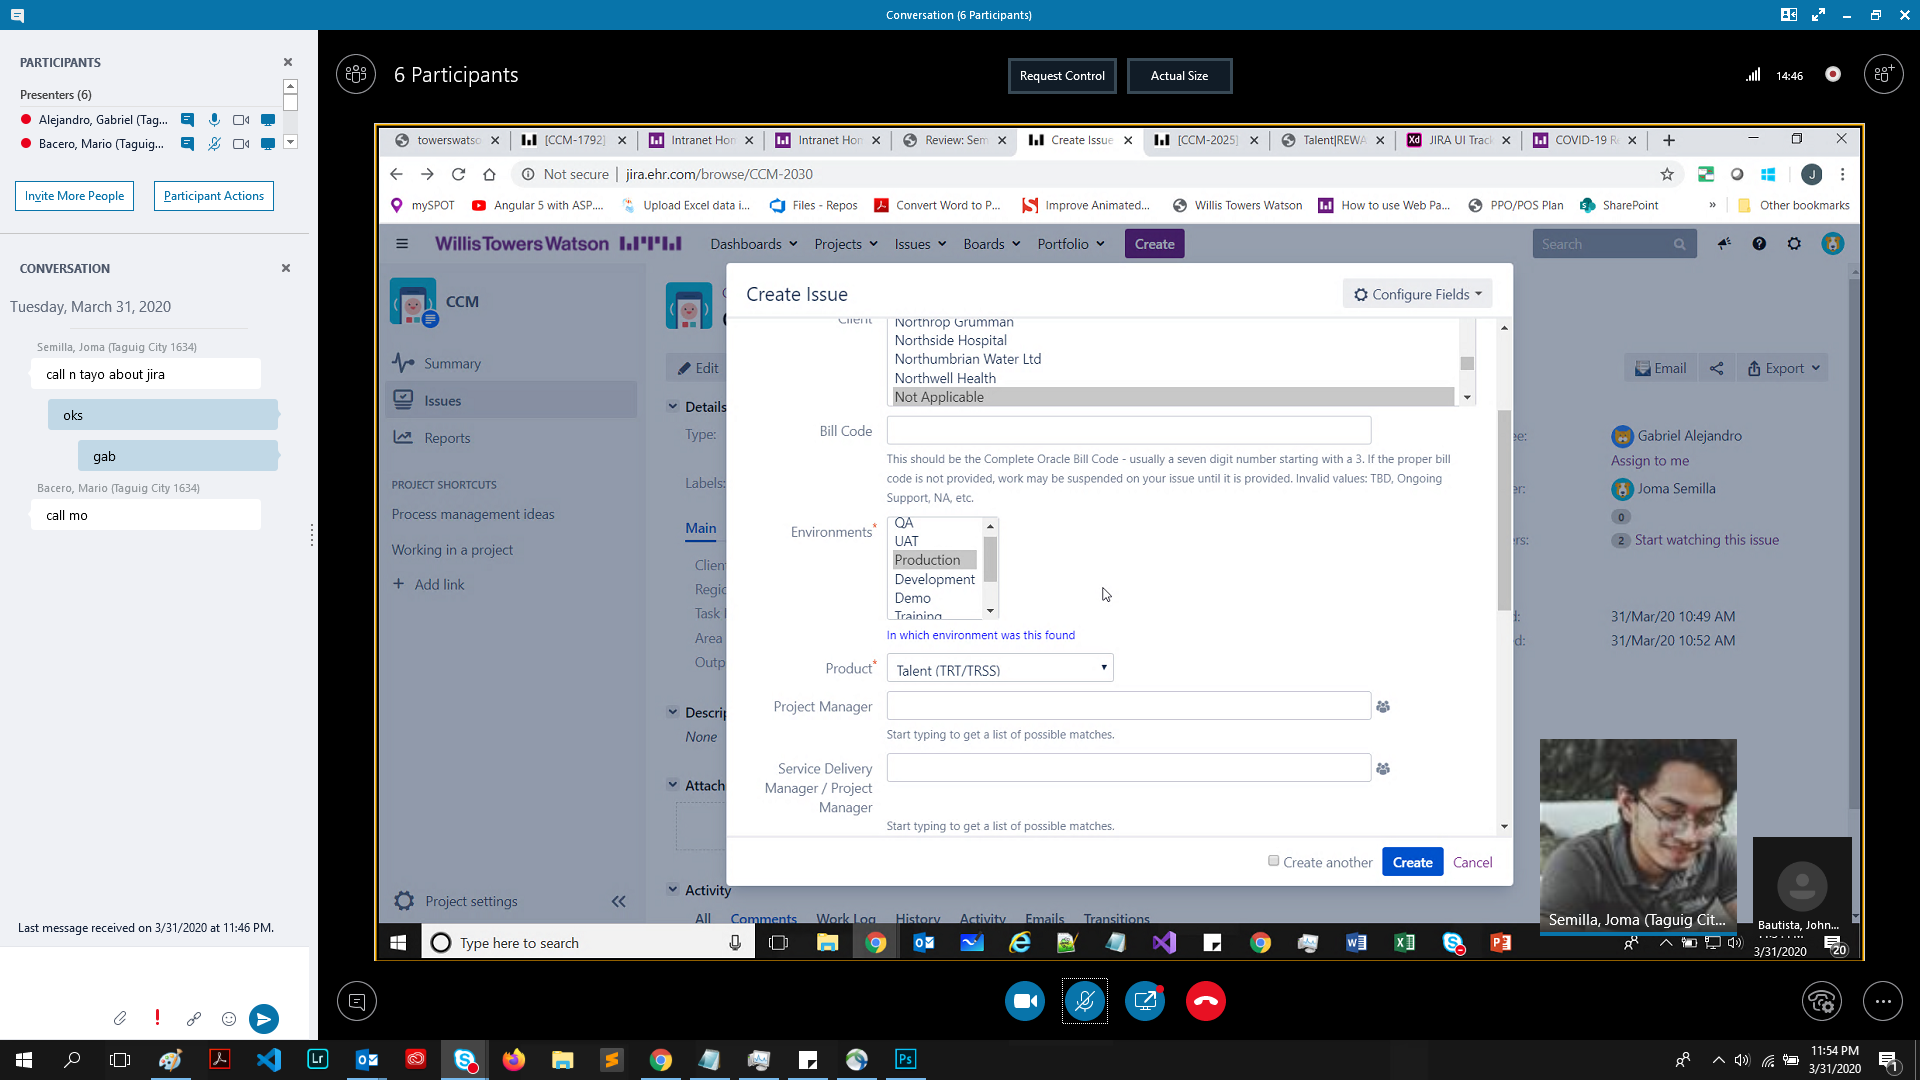 Conversation (6 Participants)
PARTICIPANTS
Presenters (6)
Alejandro, Gabriel (Tag...
Bacero, Mario (Taguig...
Invite More People
Participant Actions
CONVERSATION
Tuesday, March 31, 2020
Semilla, Joma (Taguig City 1634)
call n tayo about jira
oks
gab
Bacero, Mario (Taguig City 1634)
call mo
Last message received on 3/31/2020 at 11:46 PM.
6 Participants
Request Control
Actual Size
14:46
towerswatso
[CCM-1792]
Intranet Hom
Intranet Hom
Review: Sem
Create Issue
[CCM-2025]
Talent|REWA
JIRA UI Track
COVID-19 R
Not secure
jira.ehr.com/browse/CCM-2030
J
mySPOT
Angular 5 with ASP....
Upload Excel data i...
Files - Repos
Convert Word to P...
Improve Animated...
Willis Towers Watson
How to use Web Pa...
PPO/POS Plan
SharePoint
»
Other bookmarks
Willis Towers Watson
Dashboards
Projects
Issues
Boards
Portfolio
Create
Search
CCM
Summary
Issues
Reports
PROJECT SHORTCUTS
Process management ideas
Working in a project
Add link
Project settings
Edit
Details
Type:
Labels:
Main
Clien
Regio
Task
Area
Outp
Descrip
None
Attach
Activity
All
Comments
Work Log
History
Activity
Emails
Transitions
Email
Export
ee:
Gabriel Alejandro
Assign to me
er:
Joma Semilla
0
ers:
2
Start watching this issue
d:
31/Mar/20 10:49 AM
ed:
31/Mar/20 10:52 AM
Create Issue
Configure Fields
Client
Northrop Grumman
Northside Hospital
Northumbrian Water Ltd
Northwell Health
Not Applicable
Bill Code
This should be the Complete Oracle Bill Code - usually a seven digit number starting with a 3. If the proper bill
code is not provided, work may be suspended on your issue until it is provided. Invalid values: TBD, Ongoing
Support, NA, etc.
Environments*
QA
UAT
Production
Development
Demo
Training
In which environment was this found
Product*
Talent (TRT/TRSS)
Project Manager
Start typing to get a list of possible matches.
Service Delivery
Manager / Project
Manager
Start typing to get a list of possible matches.
Create another
Create
Cancel
Semilla, Joma (Taguig Cit...
Bautista, John...
Type here to search
3/31/2020
20
Lr
Ps
11:54 PM
3/31/2020
1